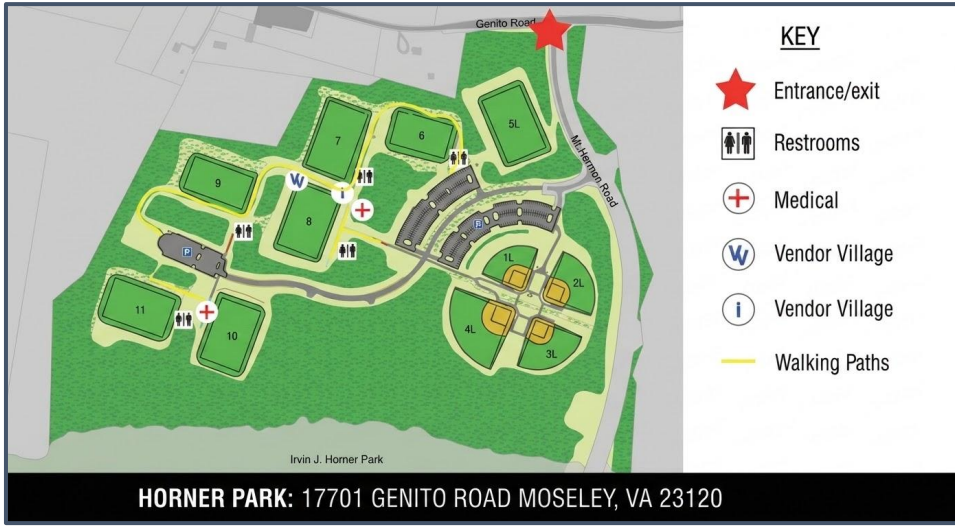 Genito Road
Mt.Hermon Road
7
6
5L
9
8
W
i
P
P
1L
2L
11
10
4L
3L
Irvin J. Horner Park
KEY
Entrance/exit
Restrooms
Medical
W
Vendor Village
i
Vendor Village
Walking Paths
HORNER PARK: 17701 GENITO ROAD MOSELEY, VA 23120